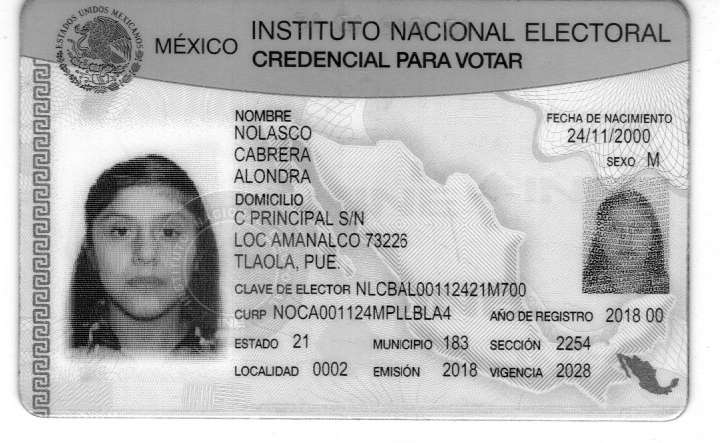 ESTADOS UNIDOS MEXICANOS
MÉXICO INSTITUTO NACIONAL ELECTORAL
CREDENCIAL PARA VOTAR
NOMBRE
NOLASCO
CABRERA
ALONDRA
DOMICILIO
C PRINCIPAL S/N
LOC AMANALCO 73226
TLAOLA, PUE.
FECHA DE NACIMIENTO
24/11/2000
SEXO M
CLAVE DE ELECTOR NLCBAL00112421M700
CURP NOCA001124MPLLBLA4 AÑO DE REGISTRO 2018 00
ESTADO 21 MUNICIPIO 183 SECCIÓN 2254
LOCALIDAD 0002 EMISIÓN 2018 VIGENCIA 2028